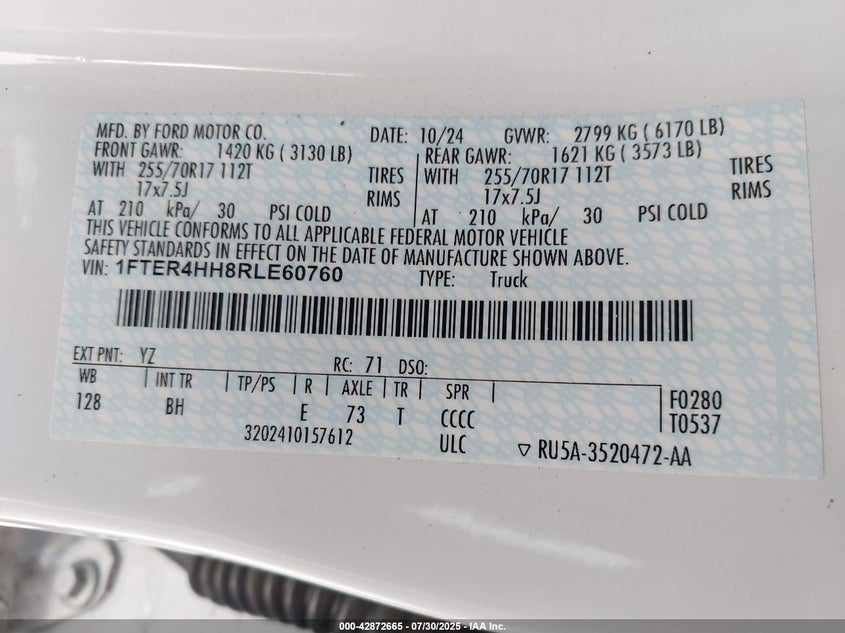 MFD. BY FORD MOTOR CO. DATE: 10/24 GVWR: 2799 KG ( 6170 LB)
FRONT GAWR: 1420 KG ( 3130 LB) REAR GAWR: 1621 KG ( 3573 LB)
WITH 255/70R17 112T TIRES WITH 255/70R17 112T TIRES
17x7.5J RIMS 17x7.5J RIMS
AT 210 kPa/ 30 PSI COLD AT 210 kPa/ 30 PSI COLD
THIS VEHICLE CONFORMS TO ALL APPLICABLE FEDERAL MOTOR VEHICLE
SAFETY STANDARDS IN EFFECT ON THE DATE OF MANUFACTURE SHOWN ABOVE.
VIN: 1FTER4HH8RLE60760 TYPE: Truck
EXT PNT: YZ RC: 71 DSO:
WB INT TR TP/PS R AXLE TR SPR F0280
128 BH E 73 T CCCC T0537
3202410157612 ULC ▽ RU5A-3520472-AA
000-42872665 - 07/30/2025 - IAA Inc.